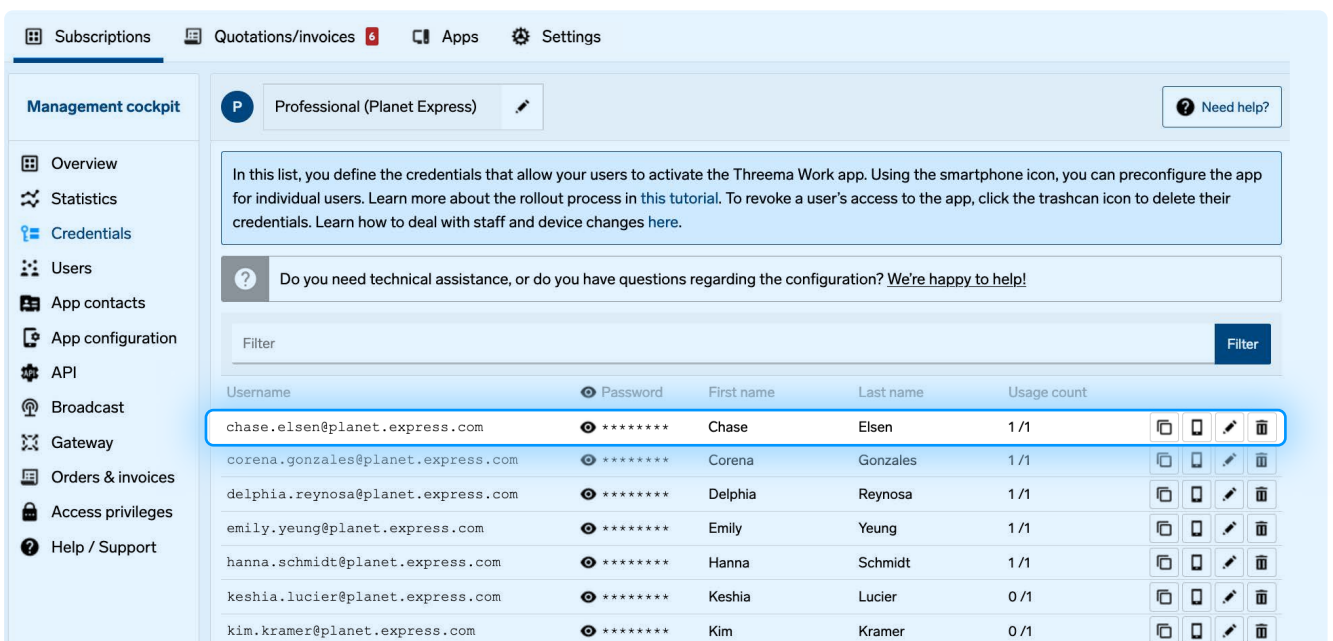 Subscriptions Quotations/invoices 6 Apps Settings
Management cockpit
P Professional (Planet Express)
Need help?
Overview
Statistics
Credentials
Users
App contacts
App configuration
API
Broadcast
Gateway
Orders & invoices
Access privileges
Help / Support
In this list, you define the credentials that allow your users to activate the Threema Work app. Using the smartphone icon, you can preconfigure the app
for individual users. Learn more about the rollout process in this tutorial. To revoke a user’s access to the app, click the trashcan icon to delete their
credentials. Learn how to deal with staff and device changes here.
Do you need technical assistance, or do you have questions regarding the configuration? We’re happy to help!
Filter Filter
Username Password First name Last name Usage count
chase.elsen@planet.express.com ******** Chase Elsen 1 /1
corena.gonzales@planet.express.com ******** Corena Gonzales 1 /1
delphia.reynosa@planet.express.com ******** Delphia Reynosa 1 /1
emily.yeung@planet.express.com ******** Emily Yeung 1 /1
hanna.schmidt@planet.express.com ******** Hanna Schmidt 1 /1
keshia.lucier@planet.express.com ******** Keshia Lucier 0 /1
kim.kramer@planet.express.com ******** Kim Kramer 0 /1